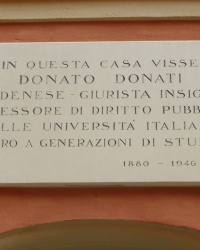 IN QUESTA CASA VISSE
DONATO DONATI
DENESE - GIURISTA INSIG
ESSORE DI DIRITTO PUBB
LLE UNIVERSITÀ ITALIA
RO A GENERAZIONI DI STU
1880 - 1946